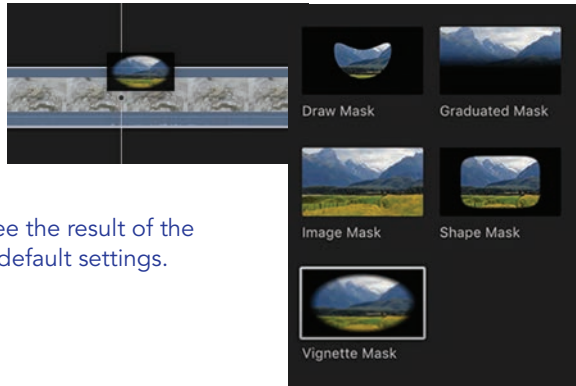 Draw Mask
Graduated Mask
Image Mask
Shape Mask
Vignette Mask
ee the result of the
default settings.